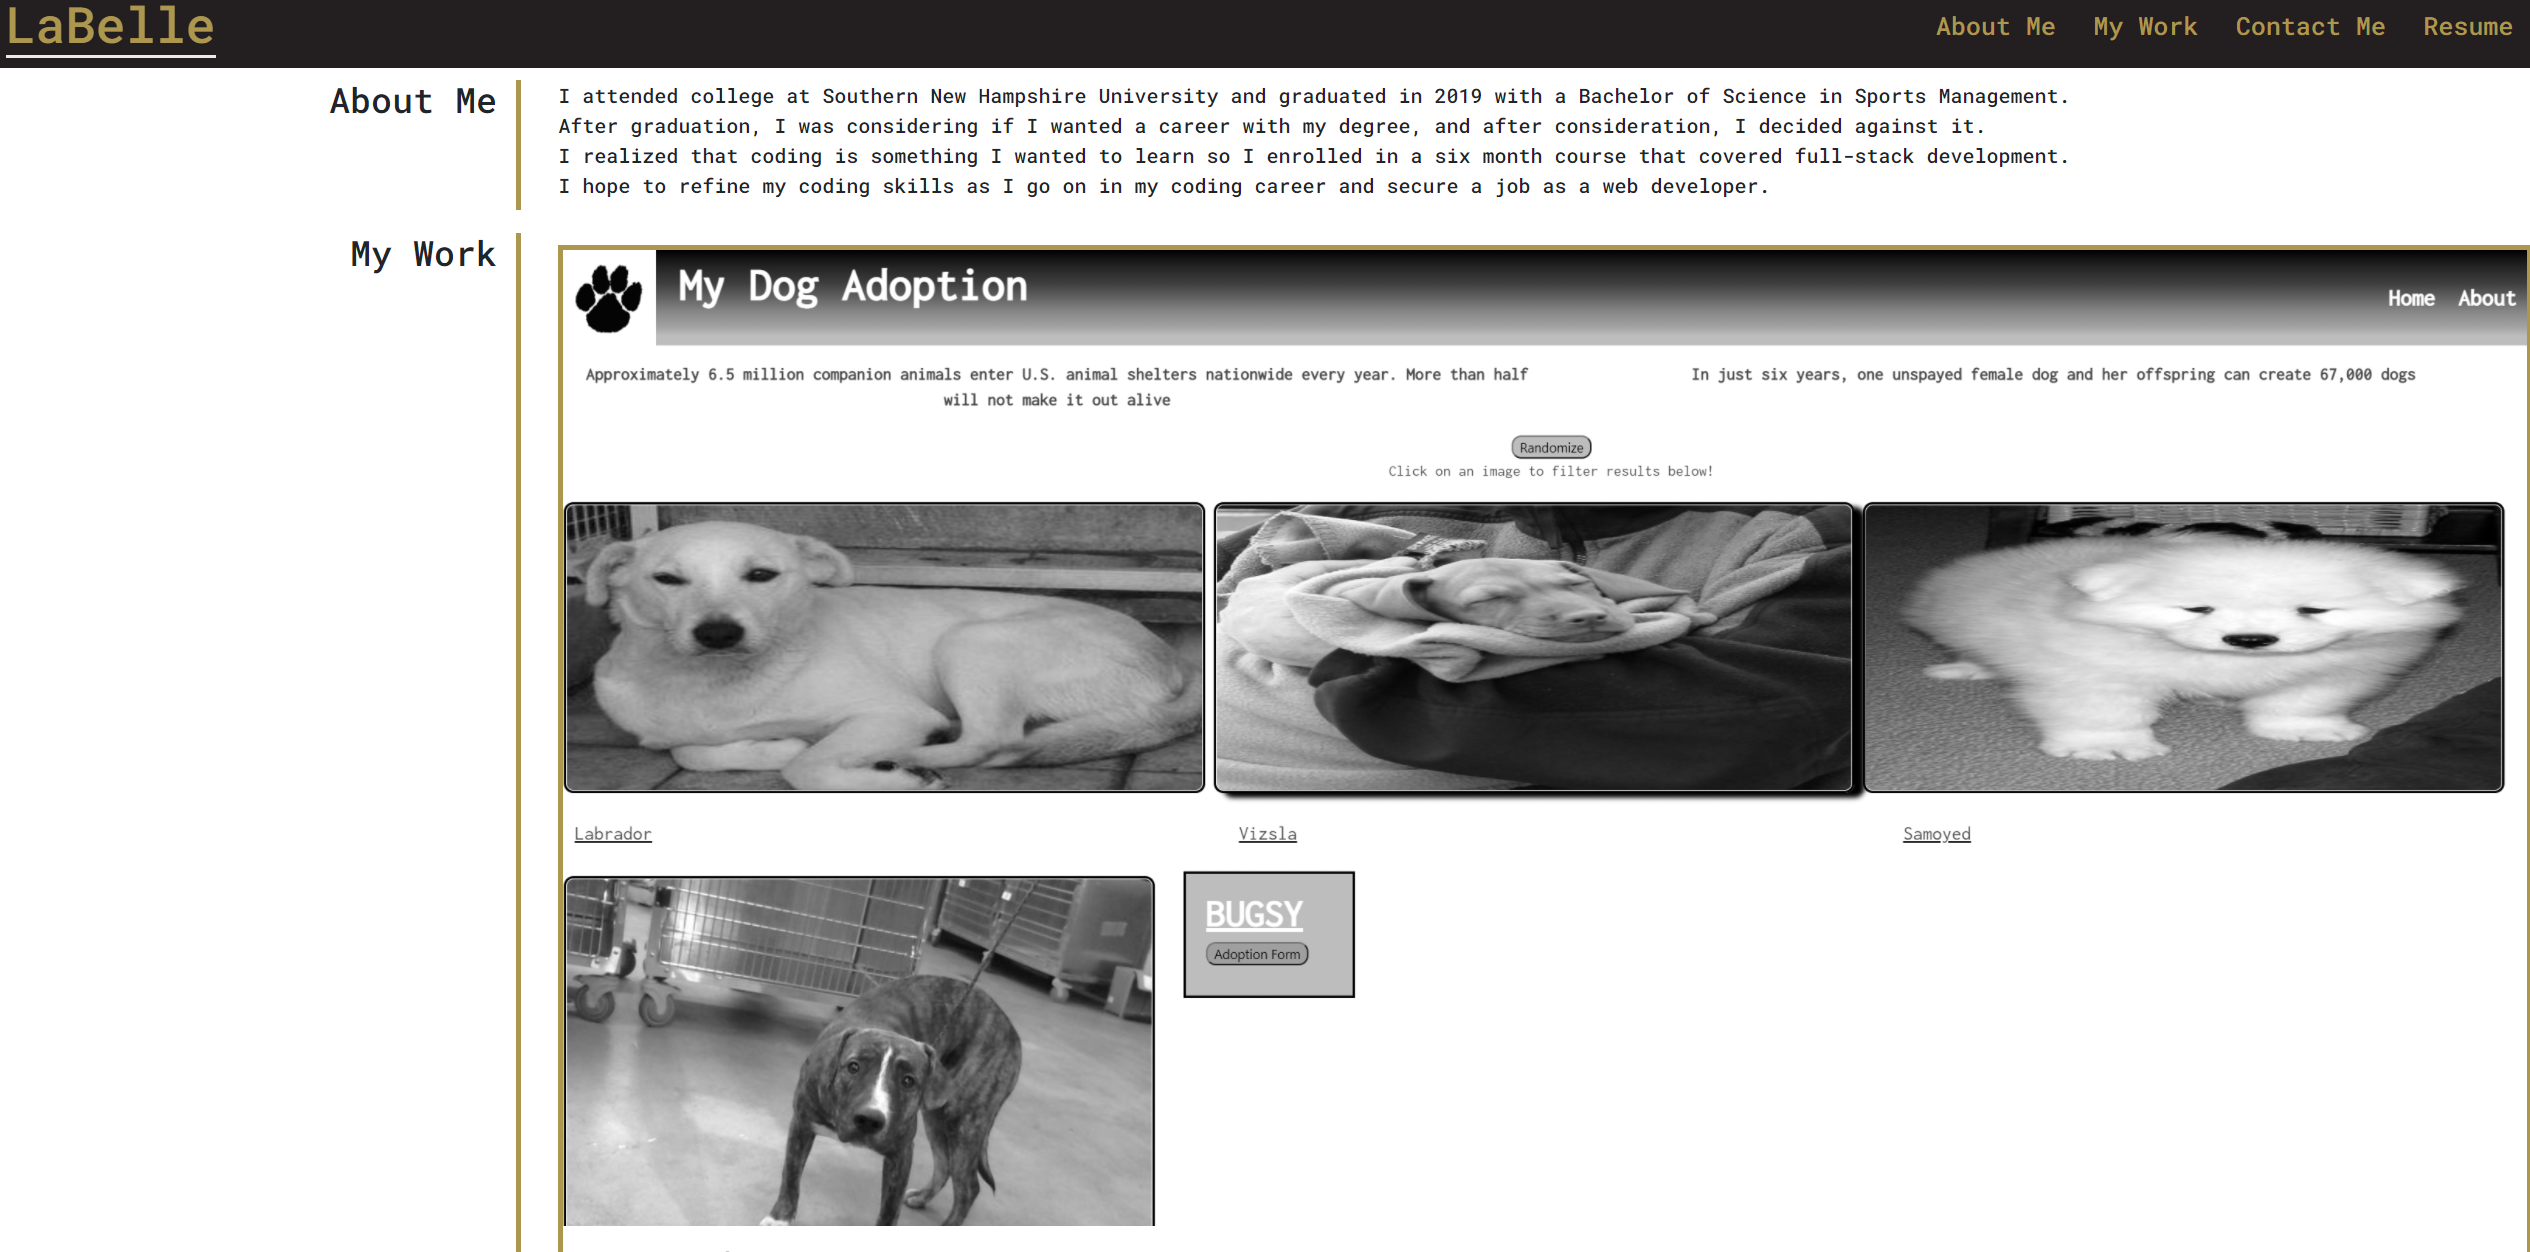 LaBelle
About Me My Work Contact Me Resume
About Me
I attended college at Southern New Hampshire University and graduated in 2019 with a Bachelor of Science in Sports Management.
After graduation, I was considering if I wanted a career with my degree, and after consideration, I decided against it.
I realized that coding is something I wanted to learn so I enrolled in a six month course that covered full-stack development.
I hope to refine my coding skills as I go on in my coding career and secure a job as a web developer.
My Work
My Dog Adoption
Home About
Approximately 6.5 million companion animals enter U.S. animal shelters nationwide every year. More than half
will not make it out alive
In just six years, one unspayed female dog and her offspring can create 67,000 dogs
Randomize
Click on an image to filter results below!
Labrador
Vizsla
Samoyed
BUGSY
Adoption Form